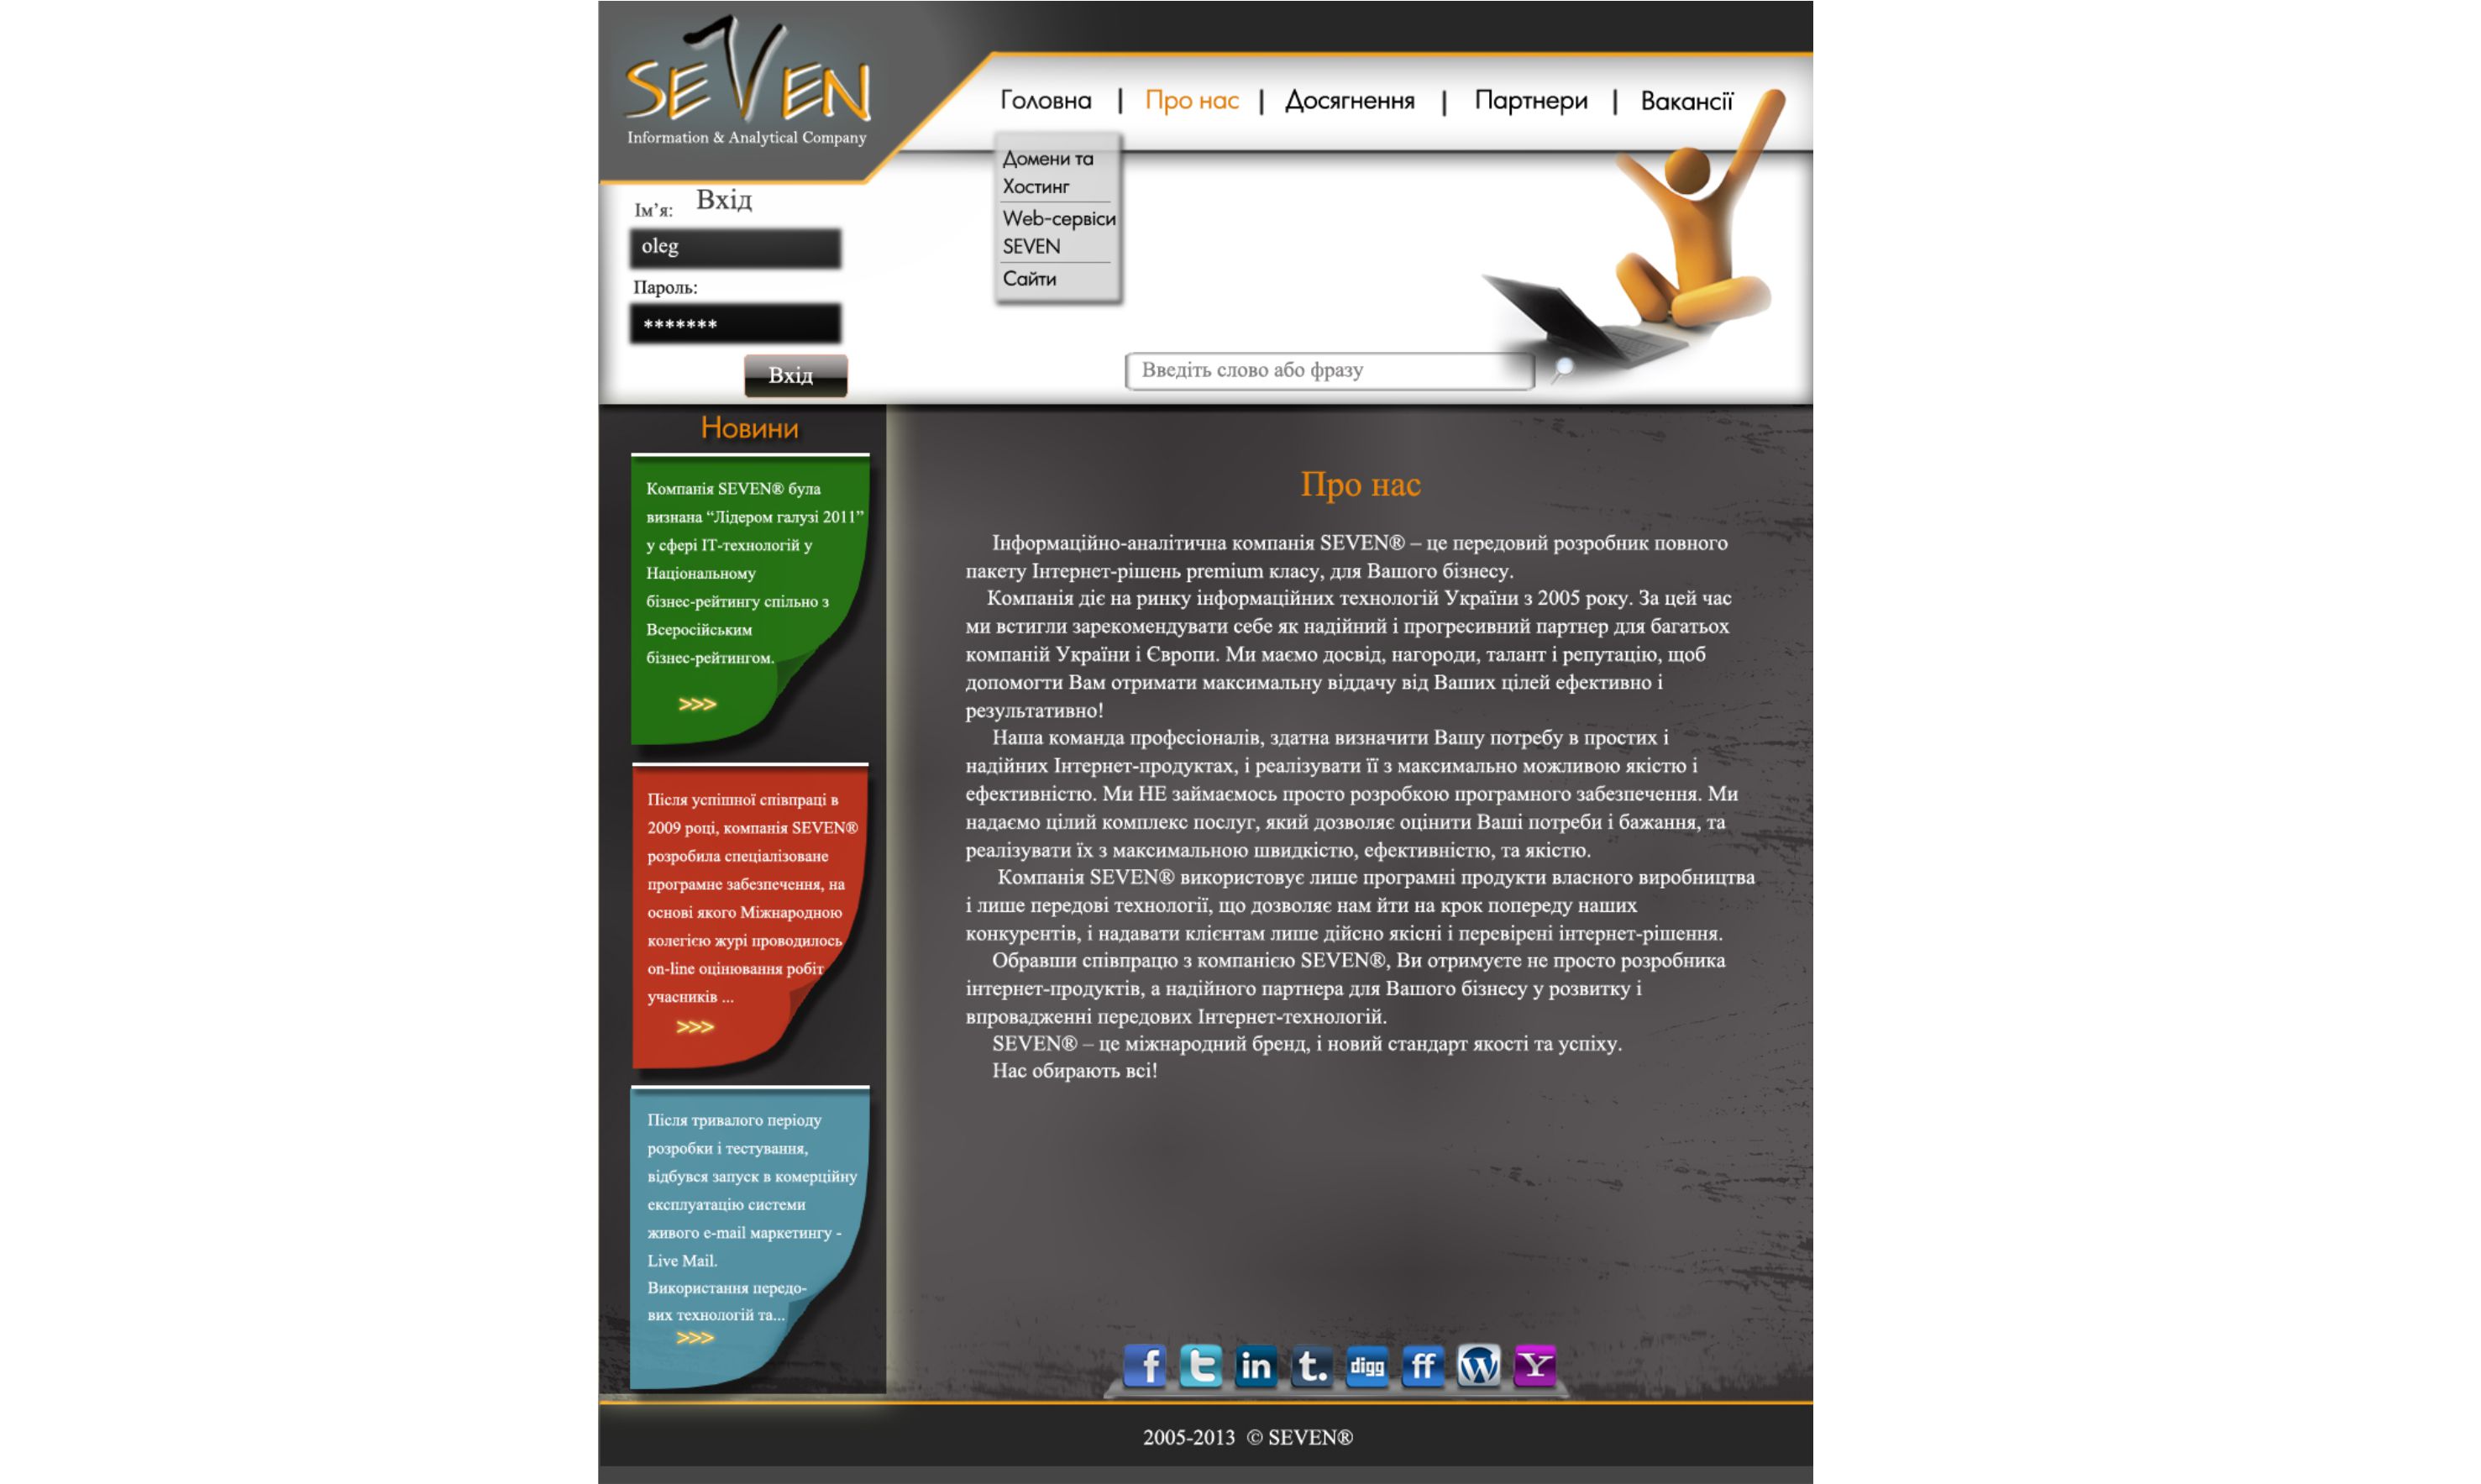 SEVEN
Information & Analytical Company
Головна | Про нас | Досягнення | Партнери | Вакансії
Домени та
Хостинг
Web-сервіси
SEVEN
Сайти
Вхід
Ім’я:
oleg
Пароль:
*******
Вхід
Введіть слово або фразу
Новини
Компанія SEVEN® була
визнана “Лідером галузі 2011”
у сфері ІТ-технологій у
Національному
бізнес-рейтингу спільно з
Всеросійським
бізнес-рейтингом.
>>>
Після успішної співпраці в
2009 році, компанія SEVEN®
розробила спеціалізоване
програмне забезпечення, на
основі якого Міжнародною
колегією журі проводилось
on-line оцінювання робіт
учасників ...
>>>
Після тривалого періоду
розробки і тестування,
відбувся запуск в комерційну
експлуатацію системи
живого e-mail маркетингу -
Live Mail.
Використання передо-
вих технологій та...
>>>
Про нас
Інформаційно-аналітична компанія SEVEN® – це передовий розробник повного
пакету Інтернет-рішень premium класу, для Вашого бізнесу.
Компанія діє на ринку інформаційних технологій України з 2005 року. За цей час
ми встигли зарекомендувати себе як надійний і прогресивний партнер для багатьох
компаній України і Європи. Ми маємо досвід, нагороди, талант і репутацію, щоб
допомогти Вам отримати максимальну віддачу від Ваших цілей ефективно і
результативно!
Наша команда професіоналів, здатна визначити Вашу потребу в простих і
надійних Інтернет-продуктах, і реалізувати її з максимально можливою якістю і
ефективністю. Ми НЕ займаємось просто розробкою програмного забезпечення. Ми
надаємо цілий комплекс послуг, який дозволяє оцінити Ваші потреби і бажання, та
реалізувати їх з максимальною швидкістю, ефективністю, та якістю.
Компанія SEVEN® використовує лише програмні продукти власного виробництва
і лише передові технології, що дозволяє нам йти на крок попереду наших
конкурентів, і надавати клієнтам лише дійсно якісні і перевірені інтернет-рішення.
Обравши співпрацю з компанією SEVEN®, Ви отримуєте не просто розробника
інтернет-продуктів, а надійного партнера для Вашого бізнесу у розвитку і
впровадженні передових Інтернет-технологій.
SEVEN® – це міжнародний бренд, і новий стандарт якості та успіху.
Нас обирають всі!
f t in t. digg ff W Y
2005-2013 © SEVEN®